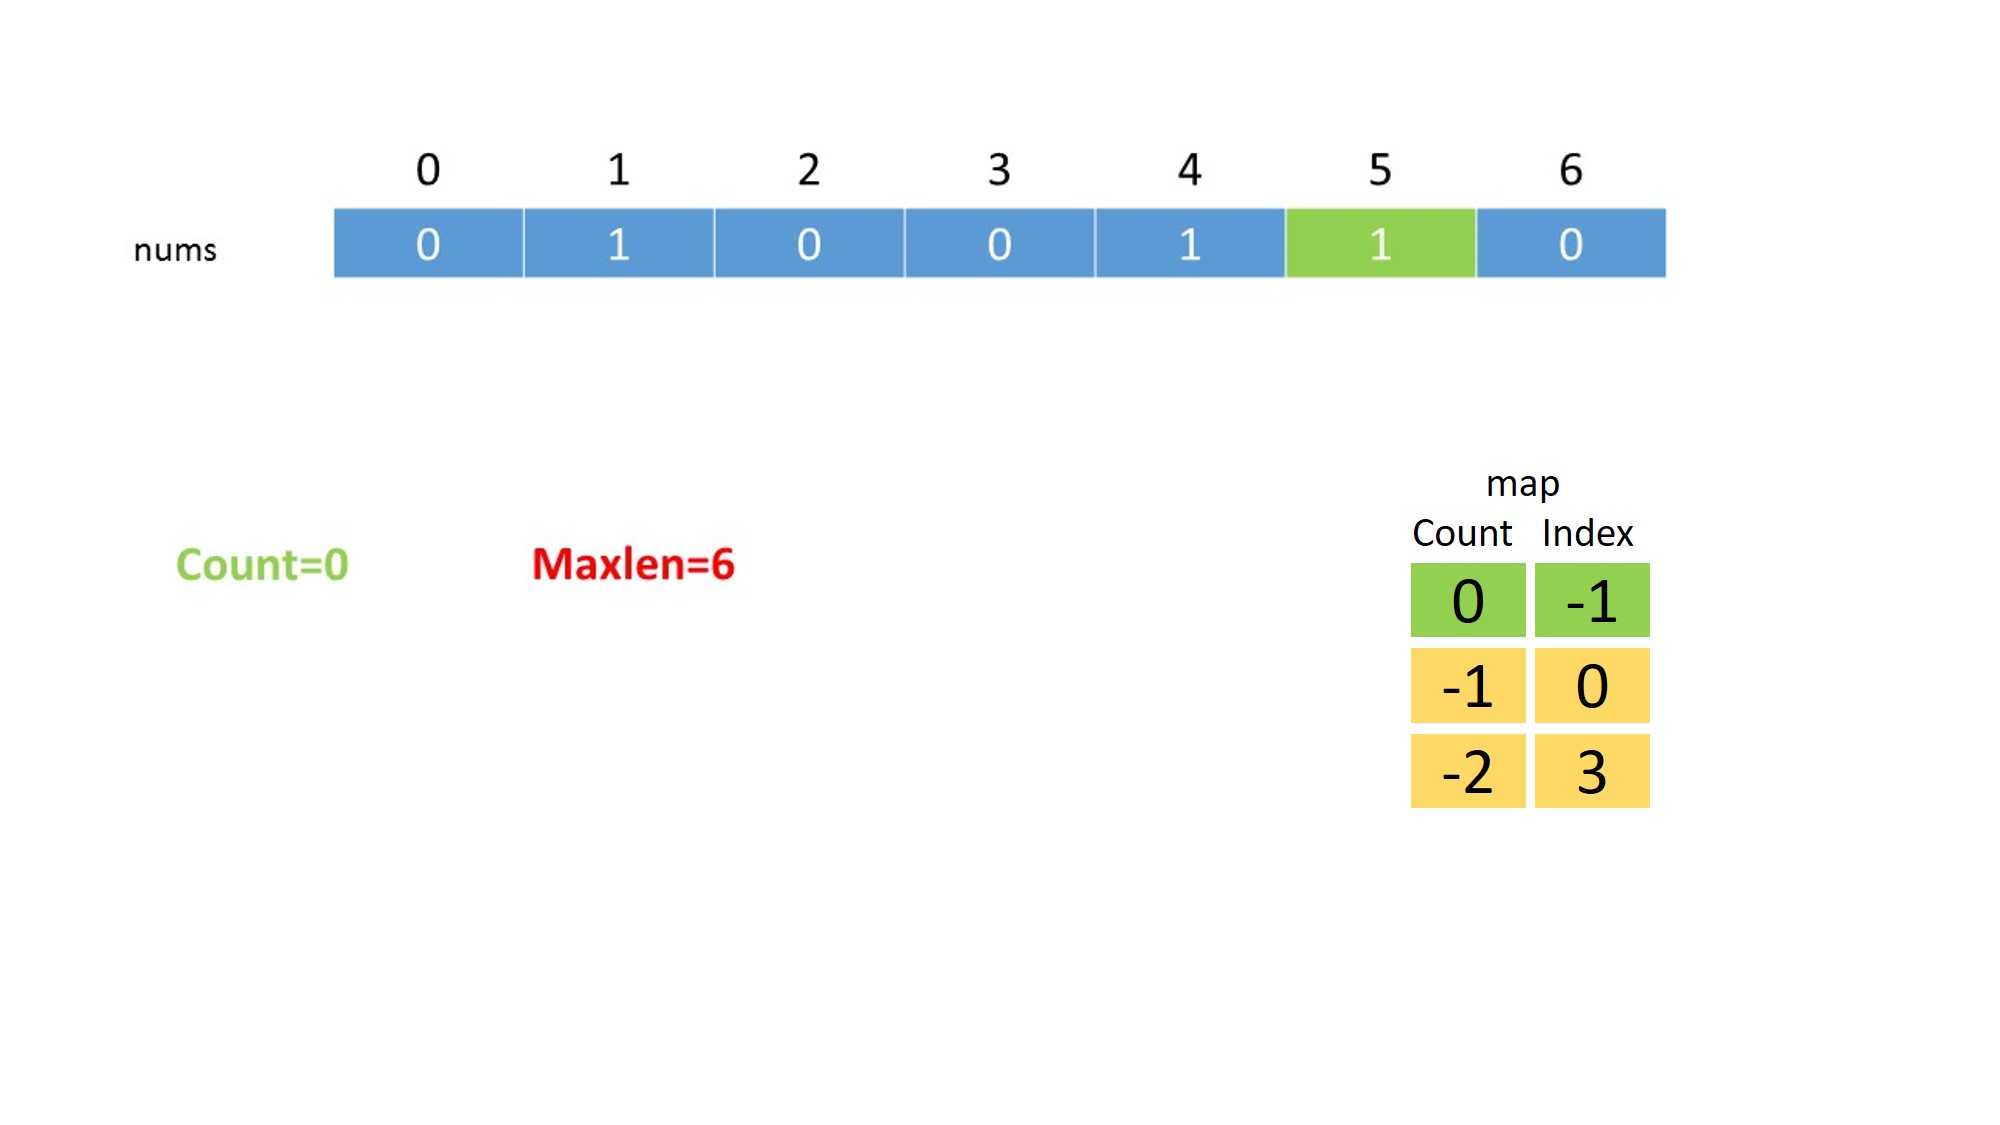 0 1 2 3 4 5 6
nums 0 1 0 0 1 1 0
map
Count Index
Count=0 Maxlen=6
0 -1
-1 0
-2 3